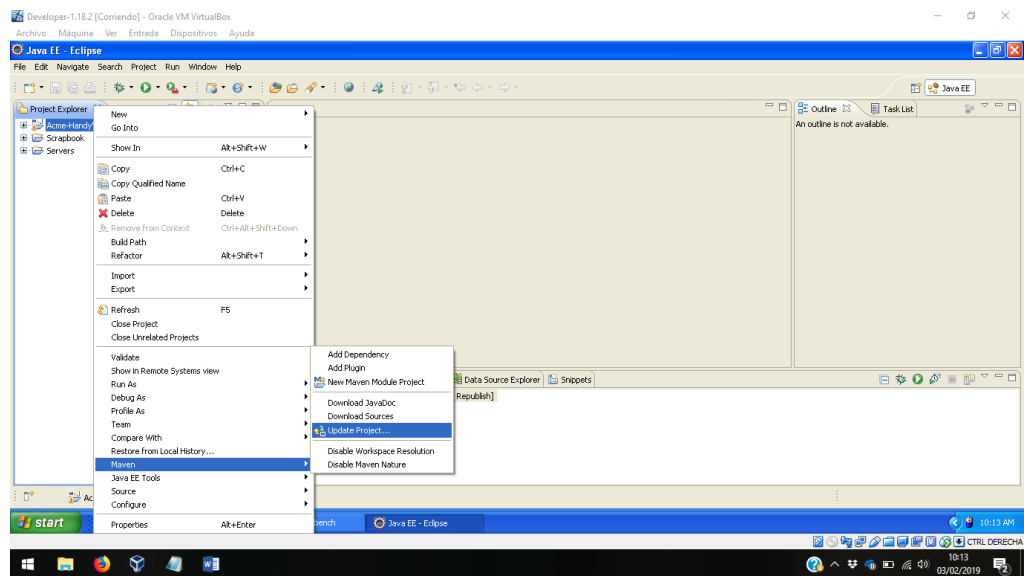 Developer-1.18.2 [Corriendo] - Oracle VM VirtualBox
Archivo Máquina Ver Entrada Dispositivos Ayuda
Java EE - Eclipse
File Edit Navigate Search Project Run Window Help
Java EE
Project Explorer
Outline
Task List
Acme-Handy
An outline is not available.
Scrapbook
Servers
New
Go Into
Show In Alt+Shift+W
Copy Ctrl+C
Copy Qualified Name
Paste Ctrl+V
Delete Delete
Remove from Context Ctrl+Alt+Shift+Down
Build Path
Refactor Alt+Shift+T
Import
Export
Refresh F5
Close Project
Close Unrelated Projects
Validate
Show in Remote Systems view
Run As
Debug As
Profile As
Team
Compare With
Restore from Local History...
Maven
Java EE Tools
Source
Configure
Properties Alt+Enter
Add Dependency
Add Plugin
New Maven Module Project
Download JavaDoc
Download Sources
Update Project...
Disable Workspace Resolution
Disable Maven Nature
Data Source Explorer
Snippets
Republish]
Ac
start
bench
Java EE - Eclipse
10:13 AM
CTRL DERECHA
10:13
03/02/2019